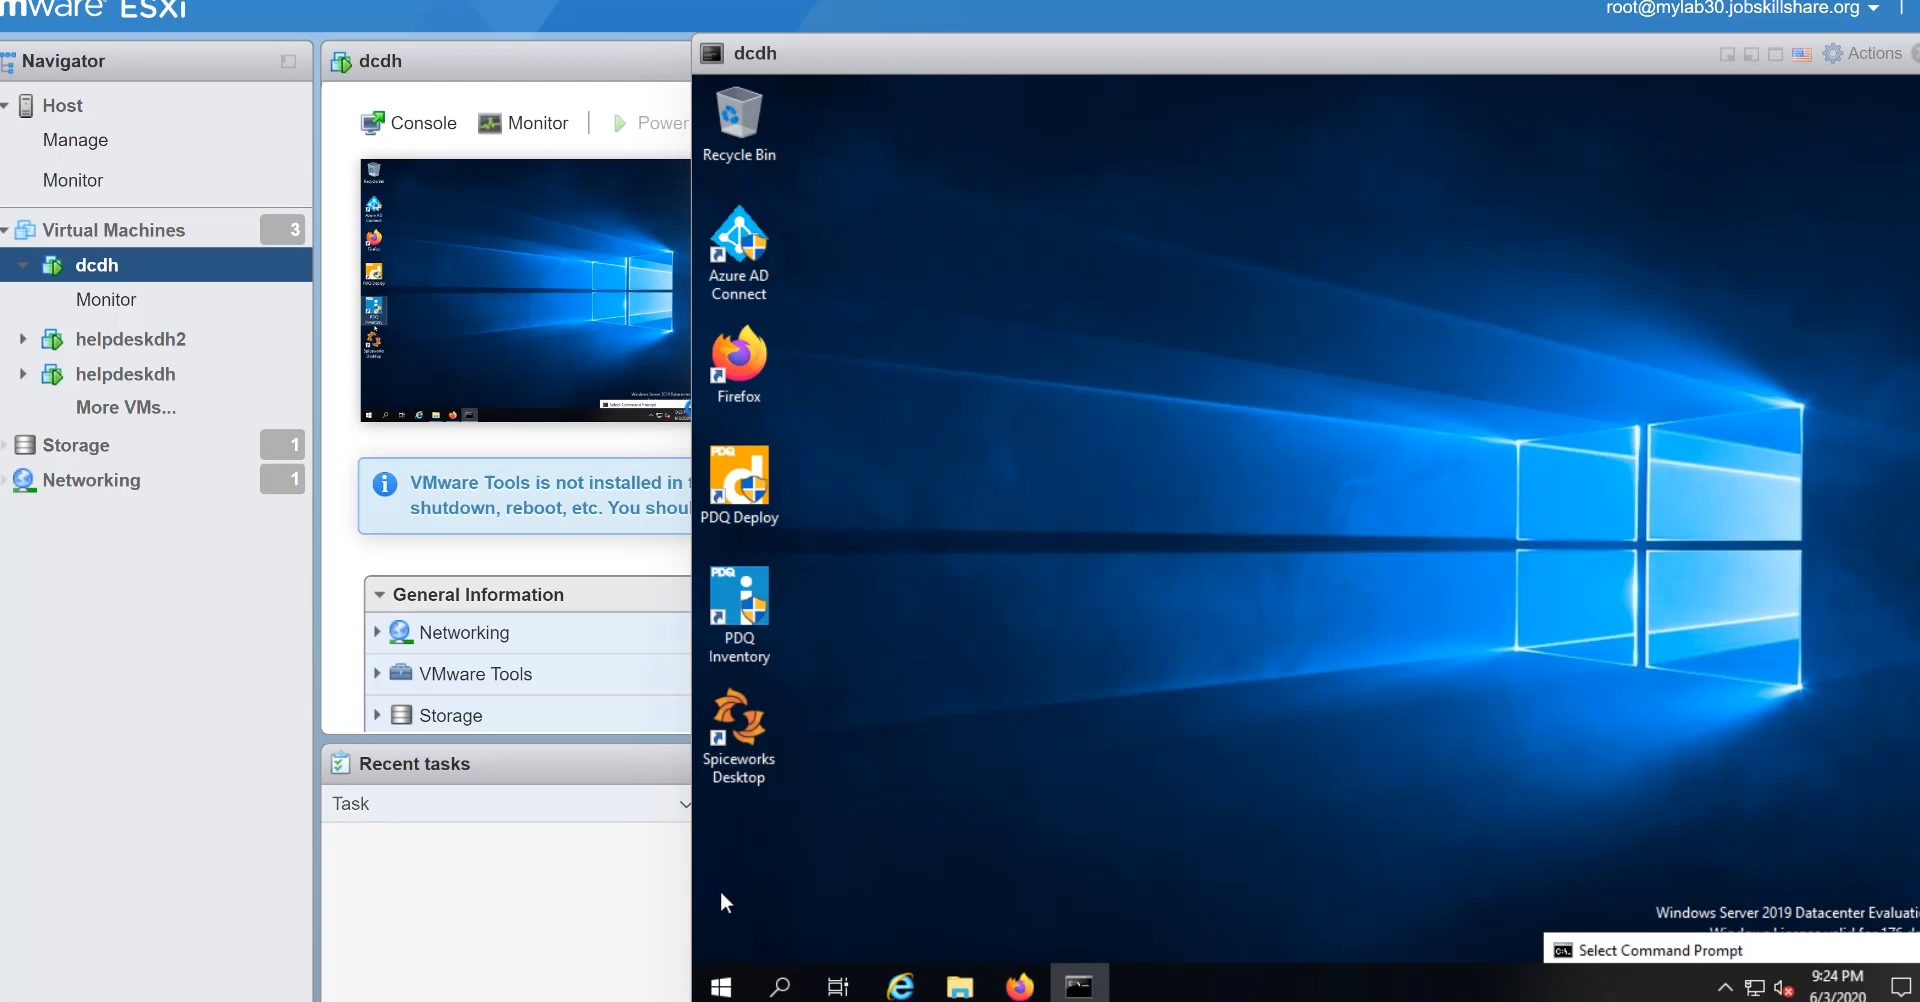 mware ESXi
root@mylab30.jobskillshare.org
Navigator
Host
Manage
Monitor
Virtual Machines 3
dcdh
Monitor
helpdeskdh2
helpdeskdh
More VMs...
Storage 1
Networking 1
dcdh
Console Monitor Power
VMware Tools is not installed in
shutdown, reboot, etc. You
General Information
Networking
VMware Tools
Storage
Recent tasks
Task
dcdh
Actions
Recycle Bin
Azure AD
Connect
Firefox
PDQ
PDQ Deploy
PDQ
PDQ
Inventory
Spiceworks
Desktop
Windows Server 2019 Datacenter
Select Command Prompt
9:24 PM
6/3/2020